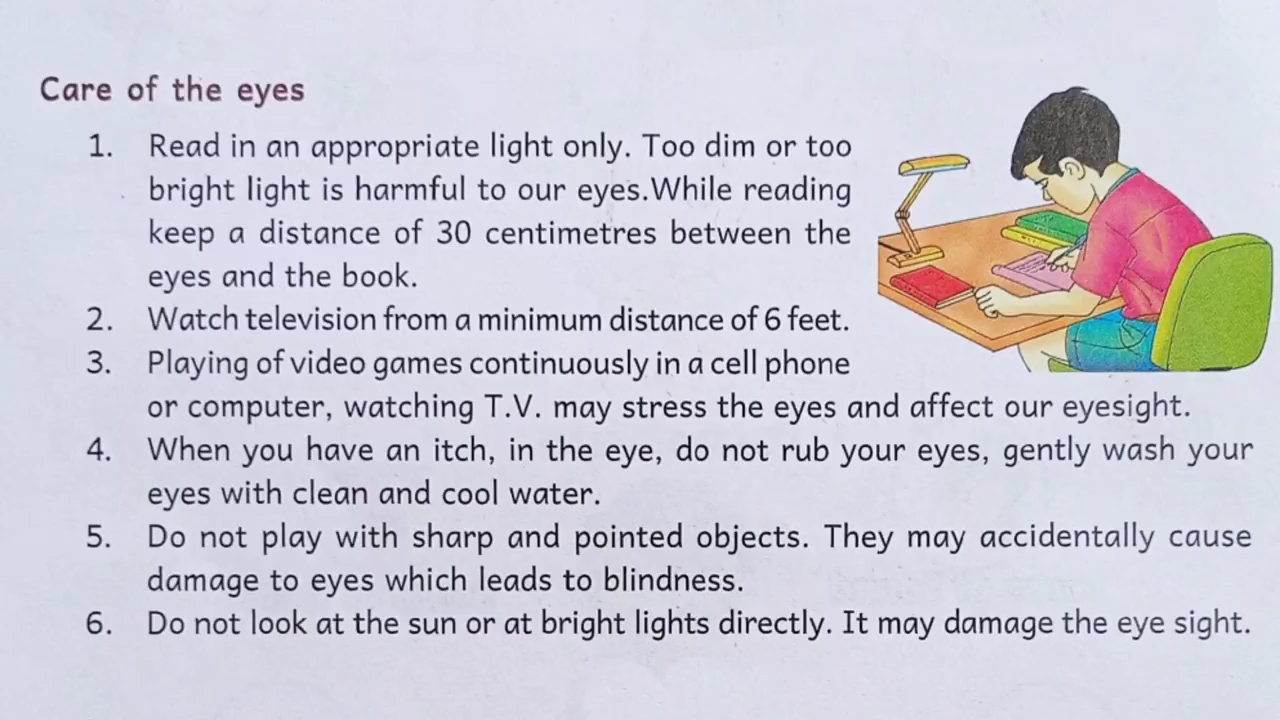 Care of the eyes
1. Read in an appropriate light only. Too dim or too
bright light is harmful to our eyes.While reading
keep a distance of 30 centimetres between the
eyes and the book.
2. Watch television from a minimum distance of 6 feet.
3. Playing of video games continuously in a cell phone
or computer, watching T.V. may stress the eyes and affect our eyesight.
4. When you have an itch, in the eye, do not rub your eyes, gently wash your
eyes with clean and cool water.
5. Do not play with sharp and pointed objects. They may accidentally cause
damage to eyes which leads to blindness.
6. Do not look at the sun or at bright lights directly. It may damage the eye sight.